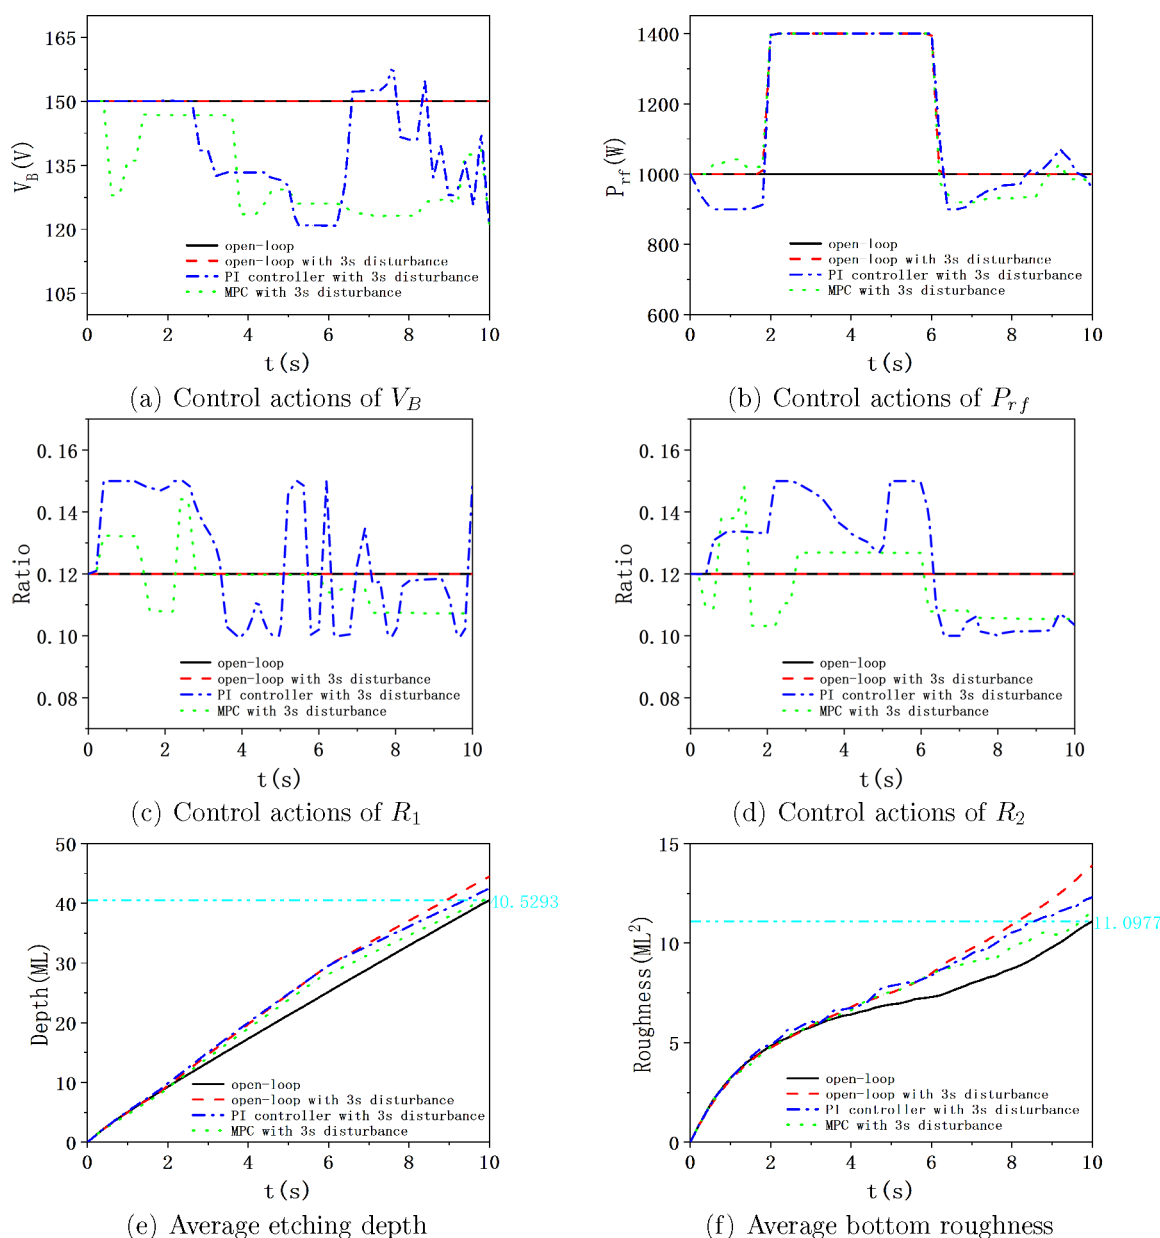 165
150
135
120
105
V_B(V)
open-loop
open-loop with 3s disturbance
PI controller with 3s disturbance
MPC with 3s disturbance
0 2 4 6 8 10
t(s)
(a) Control actions of V_B
1400
1200
1000
800
600
P_rf(W)
open-loop
open-loop with 3s disturbance
PI controller with 3s disturbance
MPC with 3s disturbance
0 2 4 6 8 10
t(s)
(b) Control actions of P_rf
0.16
0.14
0.12
0.10
0.08
Ratio
open-loop
open-loop with 3s disturbance
PI controller with 3s disturbance
MPC with 3s disturbance
0 2 4 6 8 10
t(s)
(c) Control actions of R_1
0.16
0.14
0.12
0.10
0.08
Ratio
open-loop
open-loop with 3s disturbance
PI controller with 3s disturbance
MPC with 3s disturbance
0 2 4 6 8 10
t(s)
(d) Control actions of R_2
50
40
30
20
10
0
Depth(ML)
40.5293
open-loop
open-loop with 3s disturbance
PI controller with 3s disturbance
MPC with 3s disturbance
0 2 4 6 8 10
t(s)
(e) Average etching depth
15
10
5
0
Roughness(ML²)
11.0977
open-loop
open-loop with 3s disturbance
PI controller with 3s disturbance
MPC with 3s disturbance
0 2 4 6 8 10
t(s)
(f) Average bottom roughness